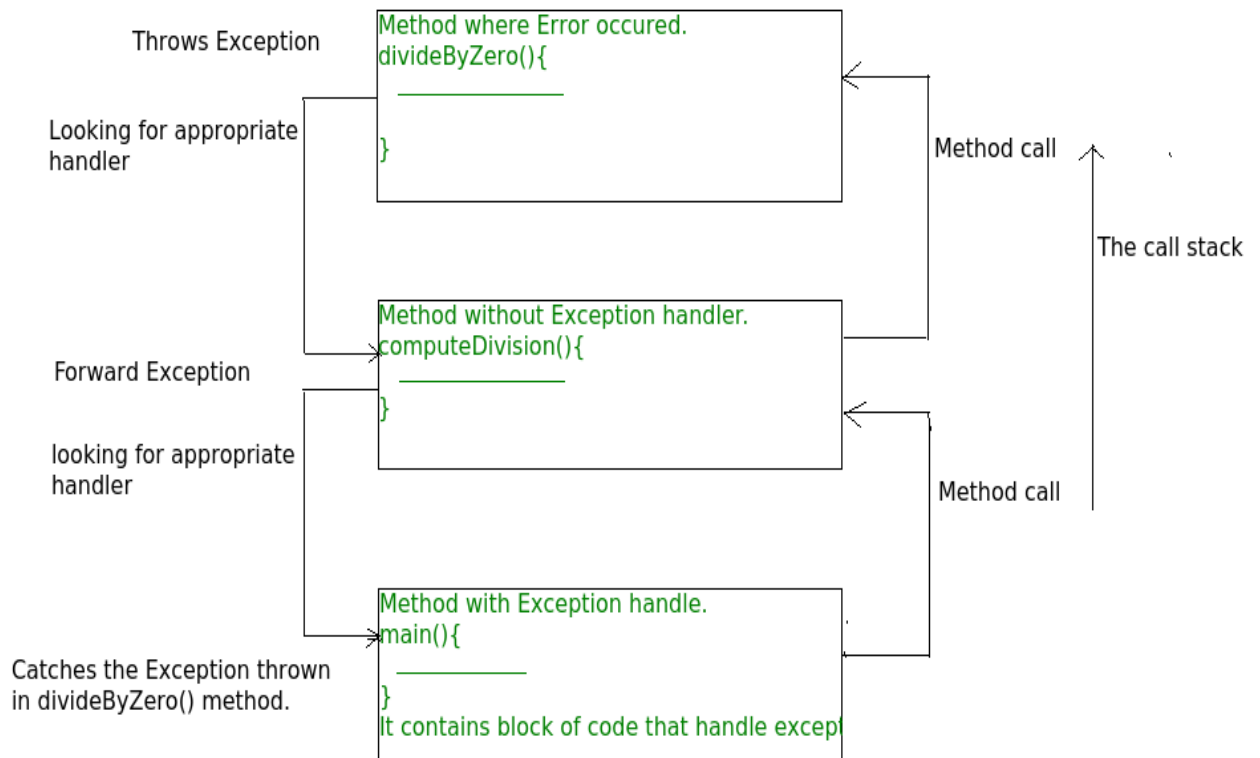 Throws Exception
Method where Error occured.
divideByZero(){
}
Looking for appropriate
handler
Method call
The call stack
Method without Exception handler.
computeDivision(){
}
Forward Exception
looking for appropriate
handler
Method call
Method with Exception handle.
main(){
}
It contains block of code that handle except
Catches the Exception thrown
in divideByZero() method.